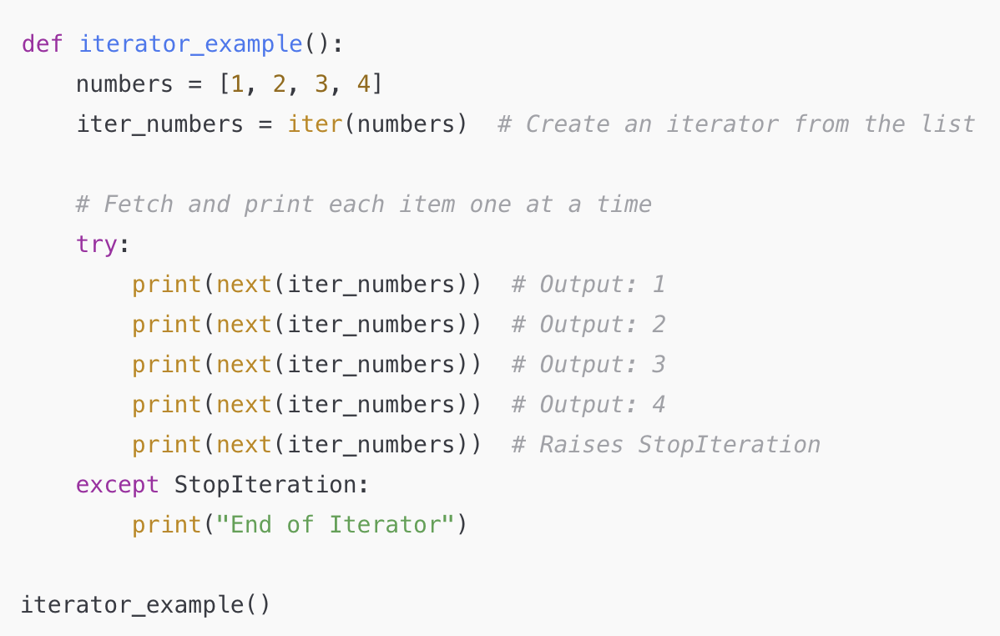 def iterator_example():
    numbers = [1, 2, 3, 4]
    iter_numbers = iter(numbers)  # Create an iterator from the list

    # Fetch and print each item one at a time
    try:
        print(next(iter_numbers))  # Output: 1
        print(next(iter_numbers))  # Output: 2
        print(next(iter_numbers))  # Output: 3
        print(next(iter_numbers))  # Output: 4
        print(next(iter_numbers))  # Raises StopIteration
    except StopIteration:
        print("End of Iterator")

iterator_example()